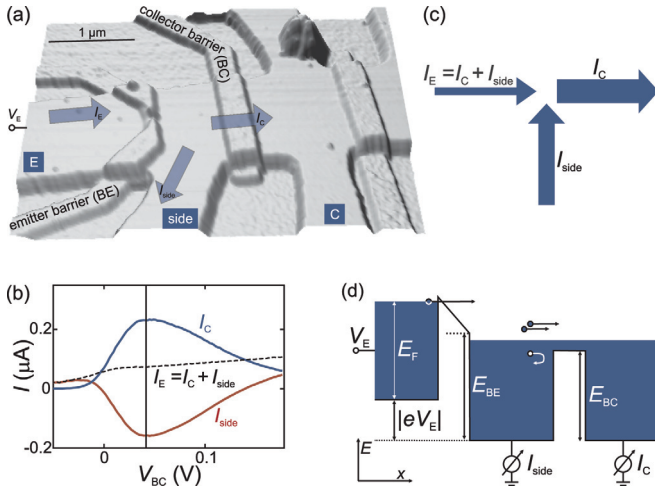 (a)
1 μm
collector barrier (BC)
V_E
I_E
I_C
E
I_side
emitter barrier (BE)
side
C
(c)
I_E = I_C + I_side
I_C
I_side
(b)
I (μA)
0.2
0
-0.2
I_C
I_E = I_C + I_side
I_side
0
0.1
V_BC (V)
(d)
V_E
E_F
|eV_E|
E_BE
E_BC
E
x
I_side
I_C